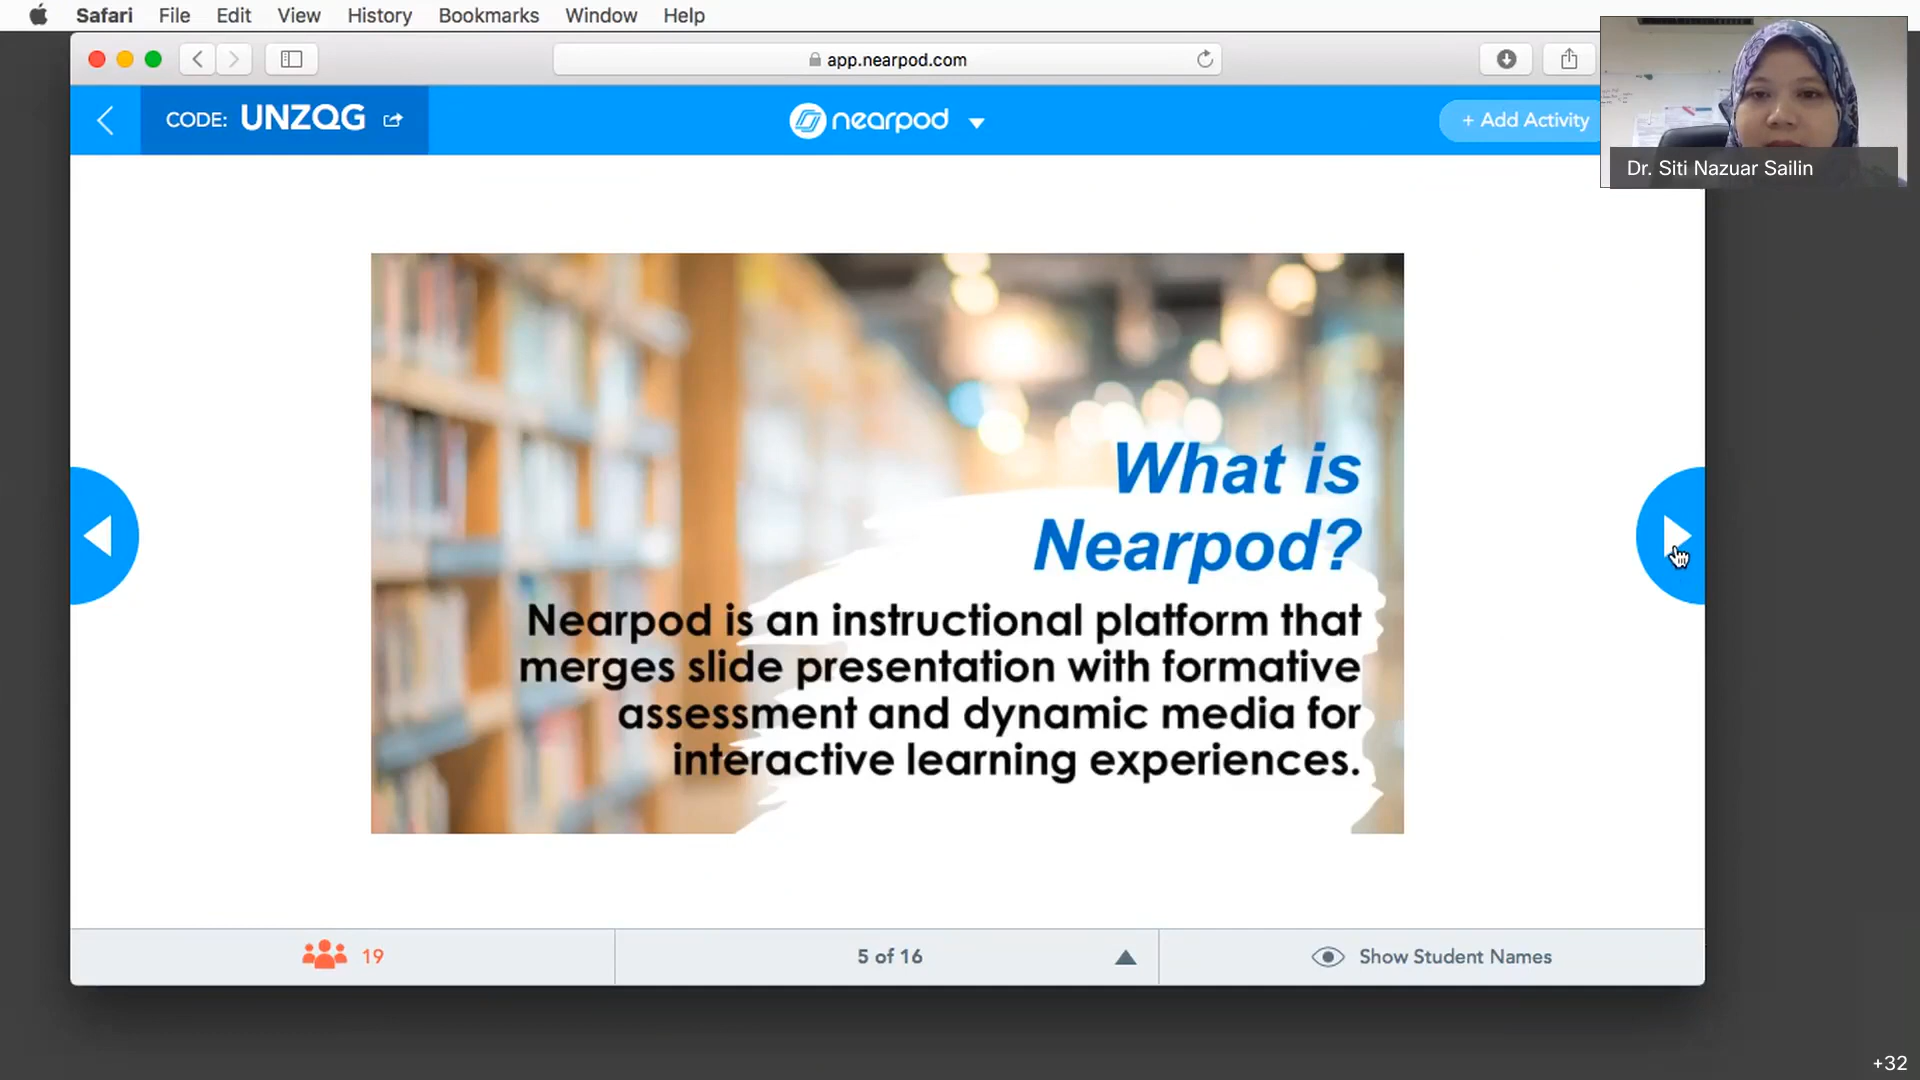 Safari File Edit View History Bookmarks Window Help
app.nearpod.com
CODE: UNZQG
nearpod
+ Add Activity
Dr. Siti Nazuar Sailin
What is
Nearpod?
Nearpod is an instructional platform that
merges slide presentation with formative
assessment and dynamic media for
interactive learning experiences.
19
5 of 16
Show Student Names
+32